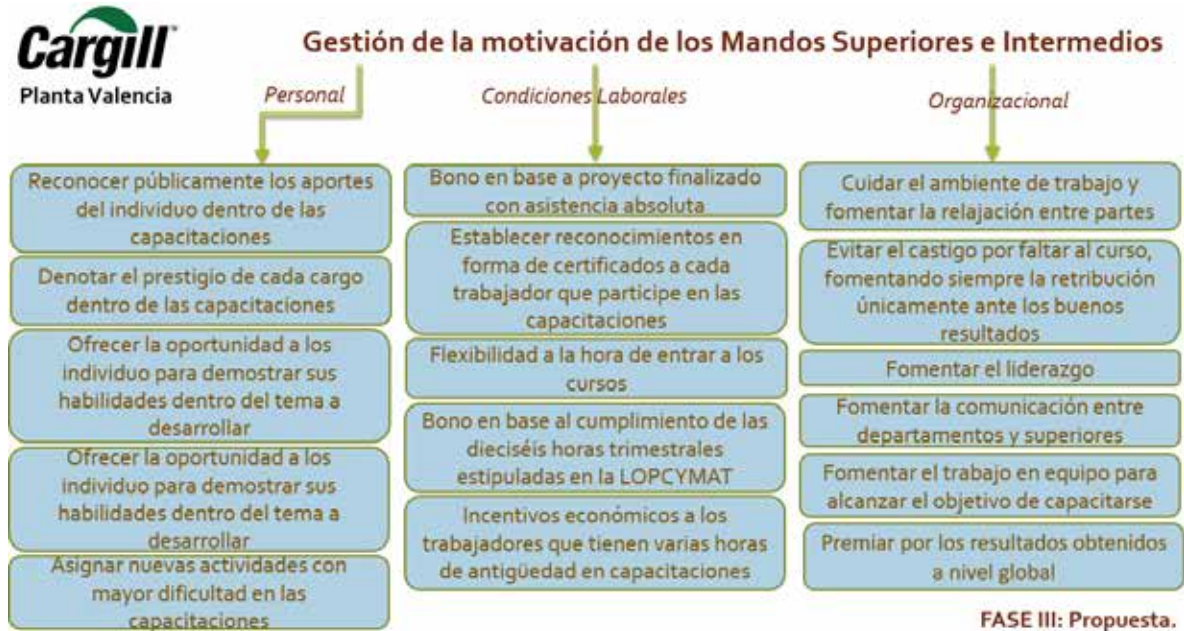 Cargill
Planta Valencia
Gestión de la motivación de los Mandos Superiores e Intermedios
Personal
Condiciones Laborales
Organizacional
Reconocer públicamente los aportes
del individuo dentro de las
capacitaciones
Denotar el prestigio de cada cargo
dentro de las capacitaciones
Ofrecer la oportunidad a los
individuo para demostrar sus
habilidades dentro del tema a
desarrollar
Ofrecer la oportunidad a los
individuo para demostrar sus
habilidades dentro del tema a
desarrollar
Asignar nuevas actividades con
mayor dificultad en las
capacitaciones
Bono en base a proyecto finalizado
con asistencia absoluta
Establecer reconocimientos en
forma de certificados a cada
trabajador que participe en las
capacitaciones
Flexibilidad a la hora de entrar a los
cursos
Bono en base al cumplimiento de las
dieciséis horas trimestrales
estipuladas en la LOPCYMAT
Incentivos económicos a los
trabajadores que tienen varias horas
de antigüedad en capacitaciones
Cuidar el ambiente de trabajo y
fomentar la relajación entre partes
Evitar el castigo por faltar al curso,
fomentando siempre la retribución
únicamente ante los buenos
resultados
Fomentar el liderazgo
Fomentar la comunicación entre
departamentos y superiores
Fomentar el trabajo en equipo para
alcanzar el objetivo de capacitarse
Premiar por los resultados obtenidos
a nivel global
FASE III: Propuesta.